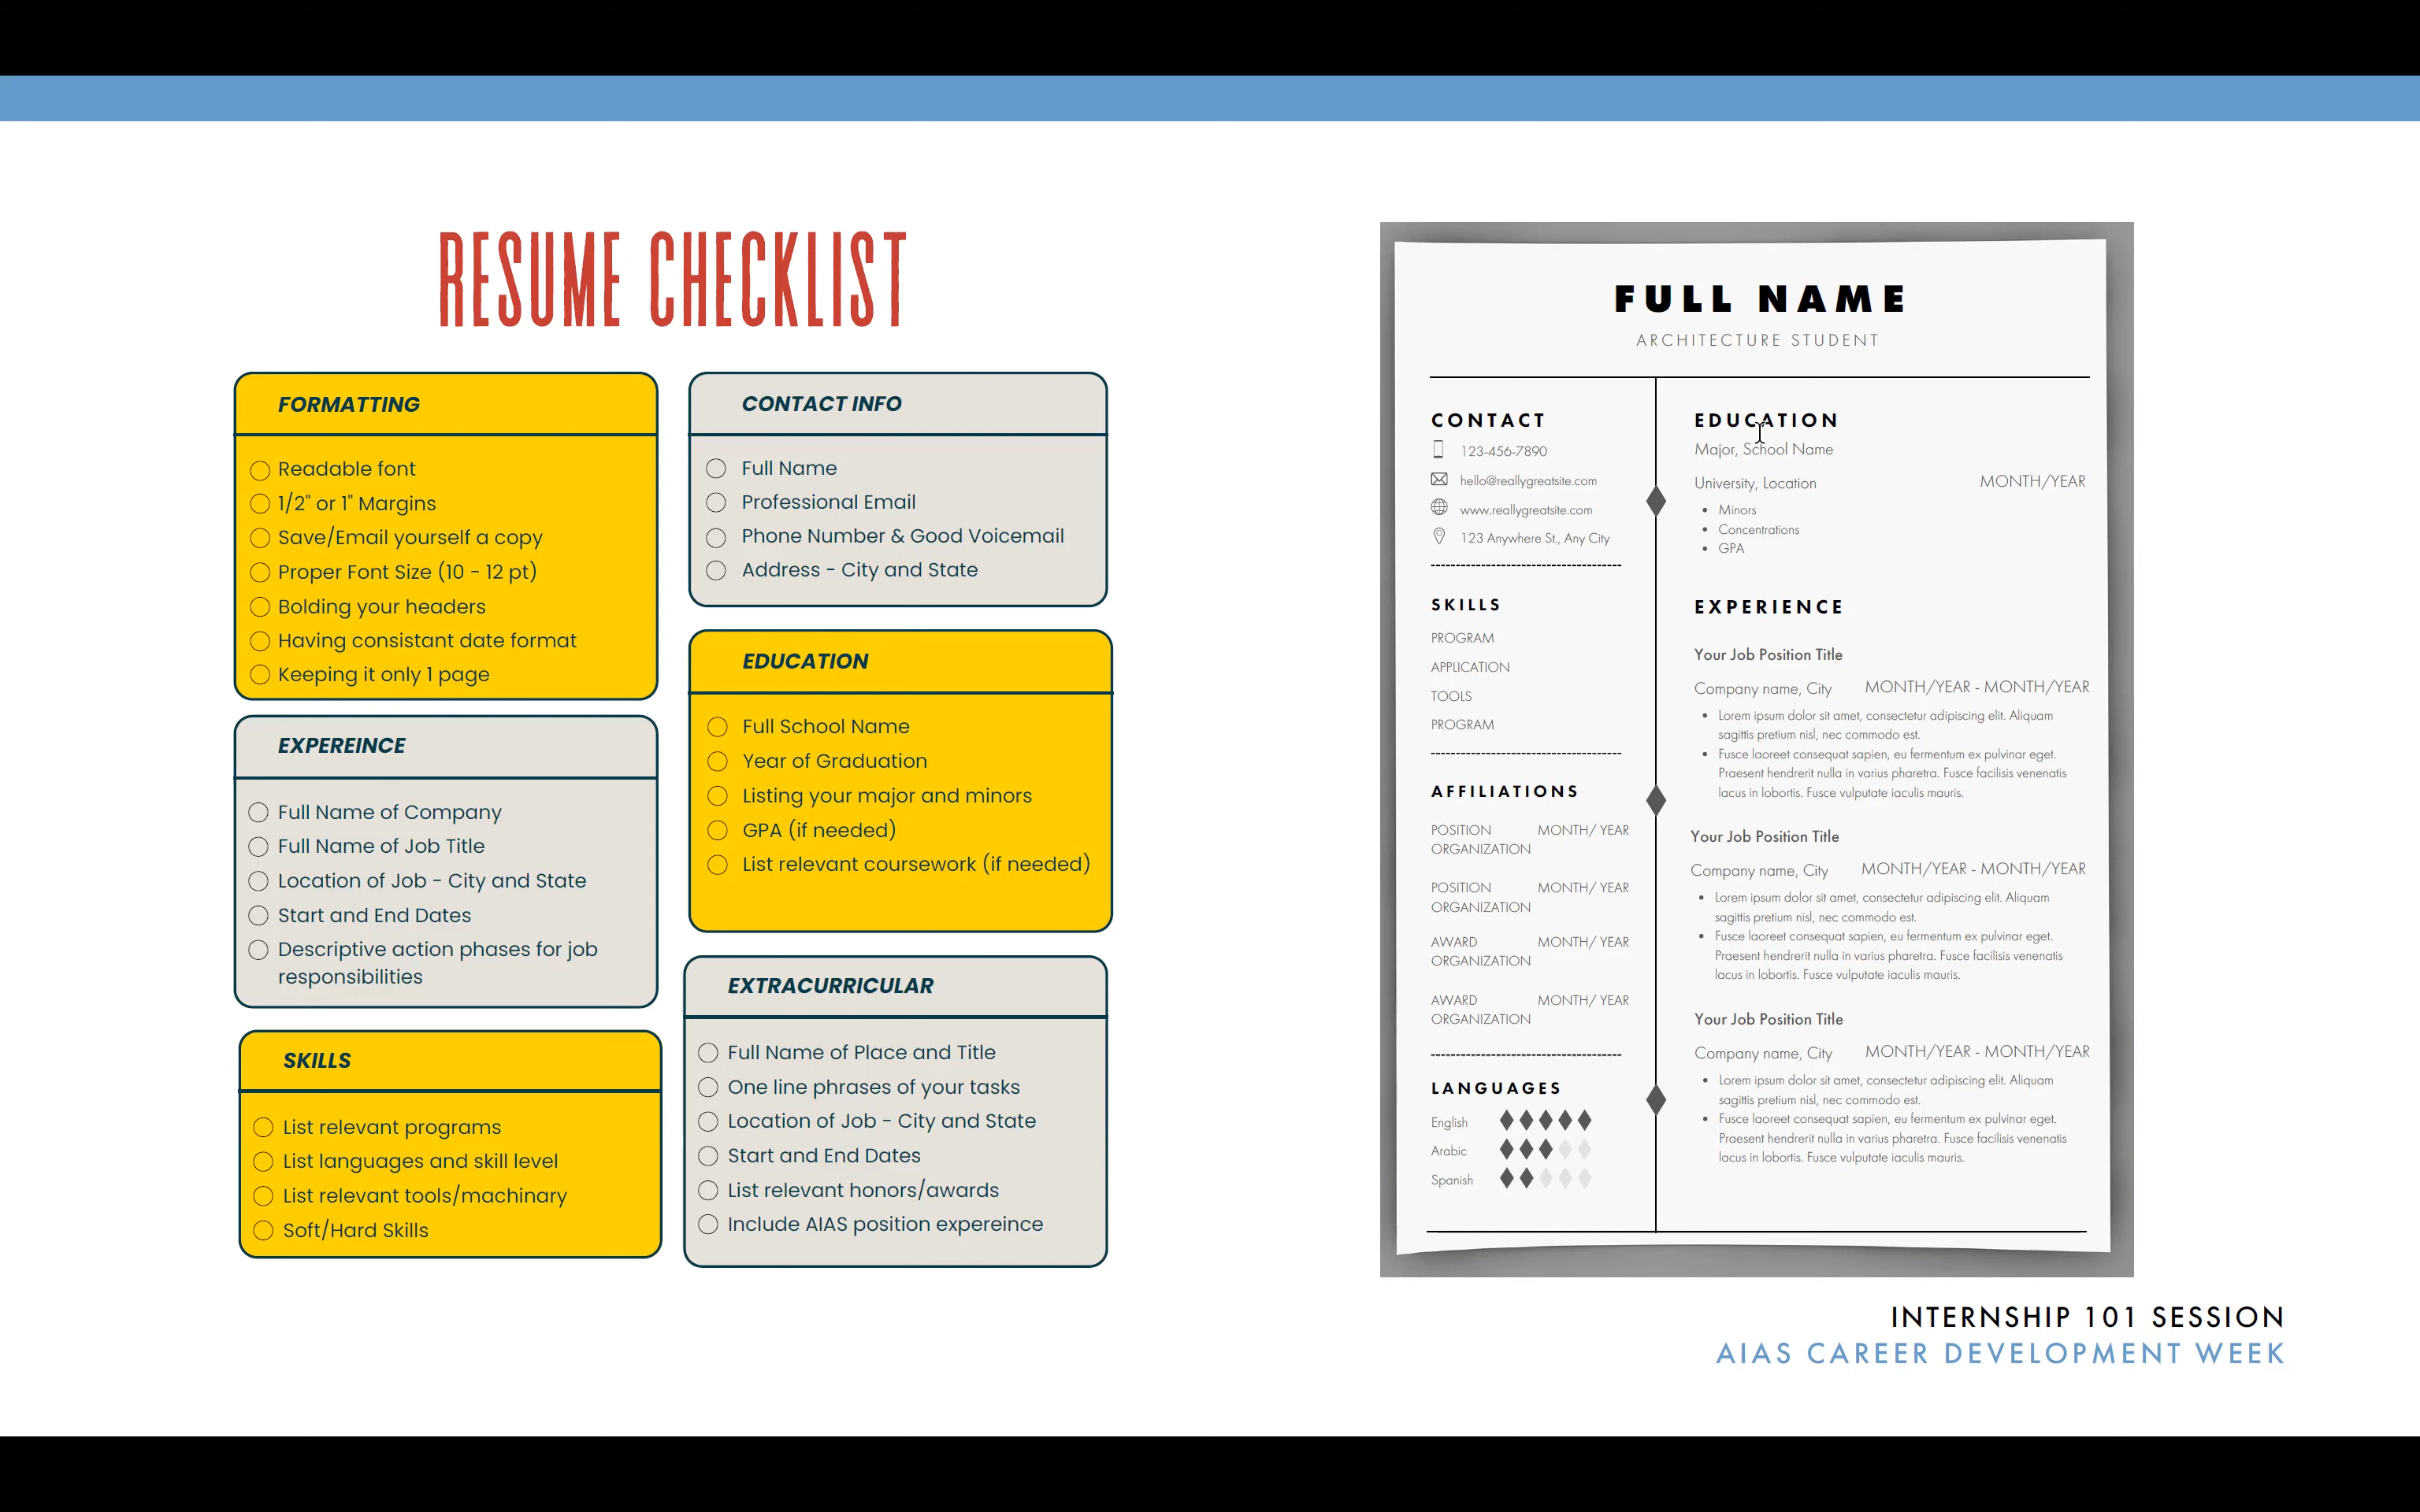 RESUME CHECKLIST
FORMATTING
Readable font
1/2" or 1" Margins
Save/Email yourself a copy
Proper Font Size (10 - 12 pt)
Bolding your headers
Having consistant date format
Keeping it only 1 page
EXPEREINCE
Full Name of Company
Full Name of Job Title
Location of Job - City and State
Start and End Dates
Descriptive action phases for job
responsibilities
SKILLS
List relevant programs
List languages and skill level
List relevant tools/machinary
Soft/Hard Skills
CONTACT INFO
Full Name
Professional Email
Phone Number & Good Voicemail
Address - City and State
EDUCATION
Full School Name
Year of Graduation
Listing your major and minors
GPA (if needed)
List relevant coursework (if needed)
EXTRACURRICULAR
Full Name of Place and Title
One line phrases of your tasks
Location of Job - City and State
Start and End Dates
List relevant honors/awards
Include AIAS position expereince
FULL NAME
ARCHITECTURE STUDENT
CONTACT
123-456-7890
hello@reallygreatsite.com
www.reallygreatsite.com
123 Anywhere St., Any City
SKILLS
PROGRAM
APPLICATION
TOOLS
PROGRAM
AFFILIATIONS
POSITION MONTH/ YEAR
ORGANIZATION
POSITION MONTH/ YEAR
ORGANIZATION
AWARD MONTH/ YEAR
ORGANIZATION
AWARD MONTH/ YEAR
ORGANIZATION
LANGUAGES
English
Arabic
Spanish
EDUCATION
Major, School Name
University, Location MONTH/YEAR
Minors
Concentrations
GPA
EXPERIENCE
Your Job Position Title
Company name, City MONTH/YEAR - MONTH/YEAR
Lorem ipsum dolor sit amet, consectetur adipiscing elit. Aliquam
sagittis pretium nisl, nec commodo est.
Fusce laoreet consequat sapien, eu fermentum ex pulvinar eget.
Praesent hendrerit nulla in varius pharetra. Fusce facilisis venenatis
lacus in lobortis. Fusce vulputate iaculis mauris.
Your Job Position Title
Company name, City MONTH/YEAR - MONTH/YEAR
Lorem ipsum dolor sit amet, consectetur adipiscing elit. Aliquam
sagittis pretium nisl, nec commodo est.
Fusce laoreet consequat sapien, eu fermentum ex pulvinar eget.
Praesent hendrerit nulla in varius pharetra. Fusce facilisis venenatis
lacus in lobortis. Fusce vulputate iaculis mauris.
Your Job Position Title
Company name, City MONTH/YEAR - MONTH/YEAR
Lorem ipsum dolor sit amet, consectetur adipiscing elit. Aliquam
sagittis pretium nisl, nec commodo est.
Fusce laoreet consequat sapien, eu fermentum ex pulvinar eget.
Praesent hendrerit nulla in varius pharetra. Fusce facilisis venenatis
lacus in lobortis. Fusce vulputate iaculis mauris.
INTERNSHIP 101 SESSION
AIAS CAREER DEVELOPMENT WEEK